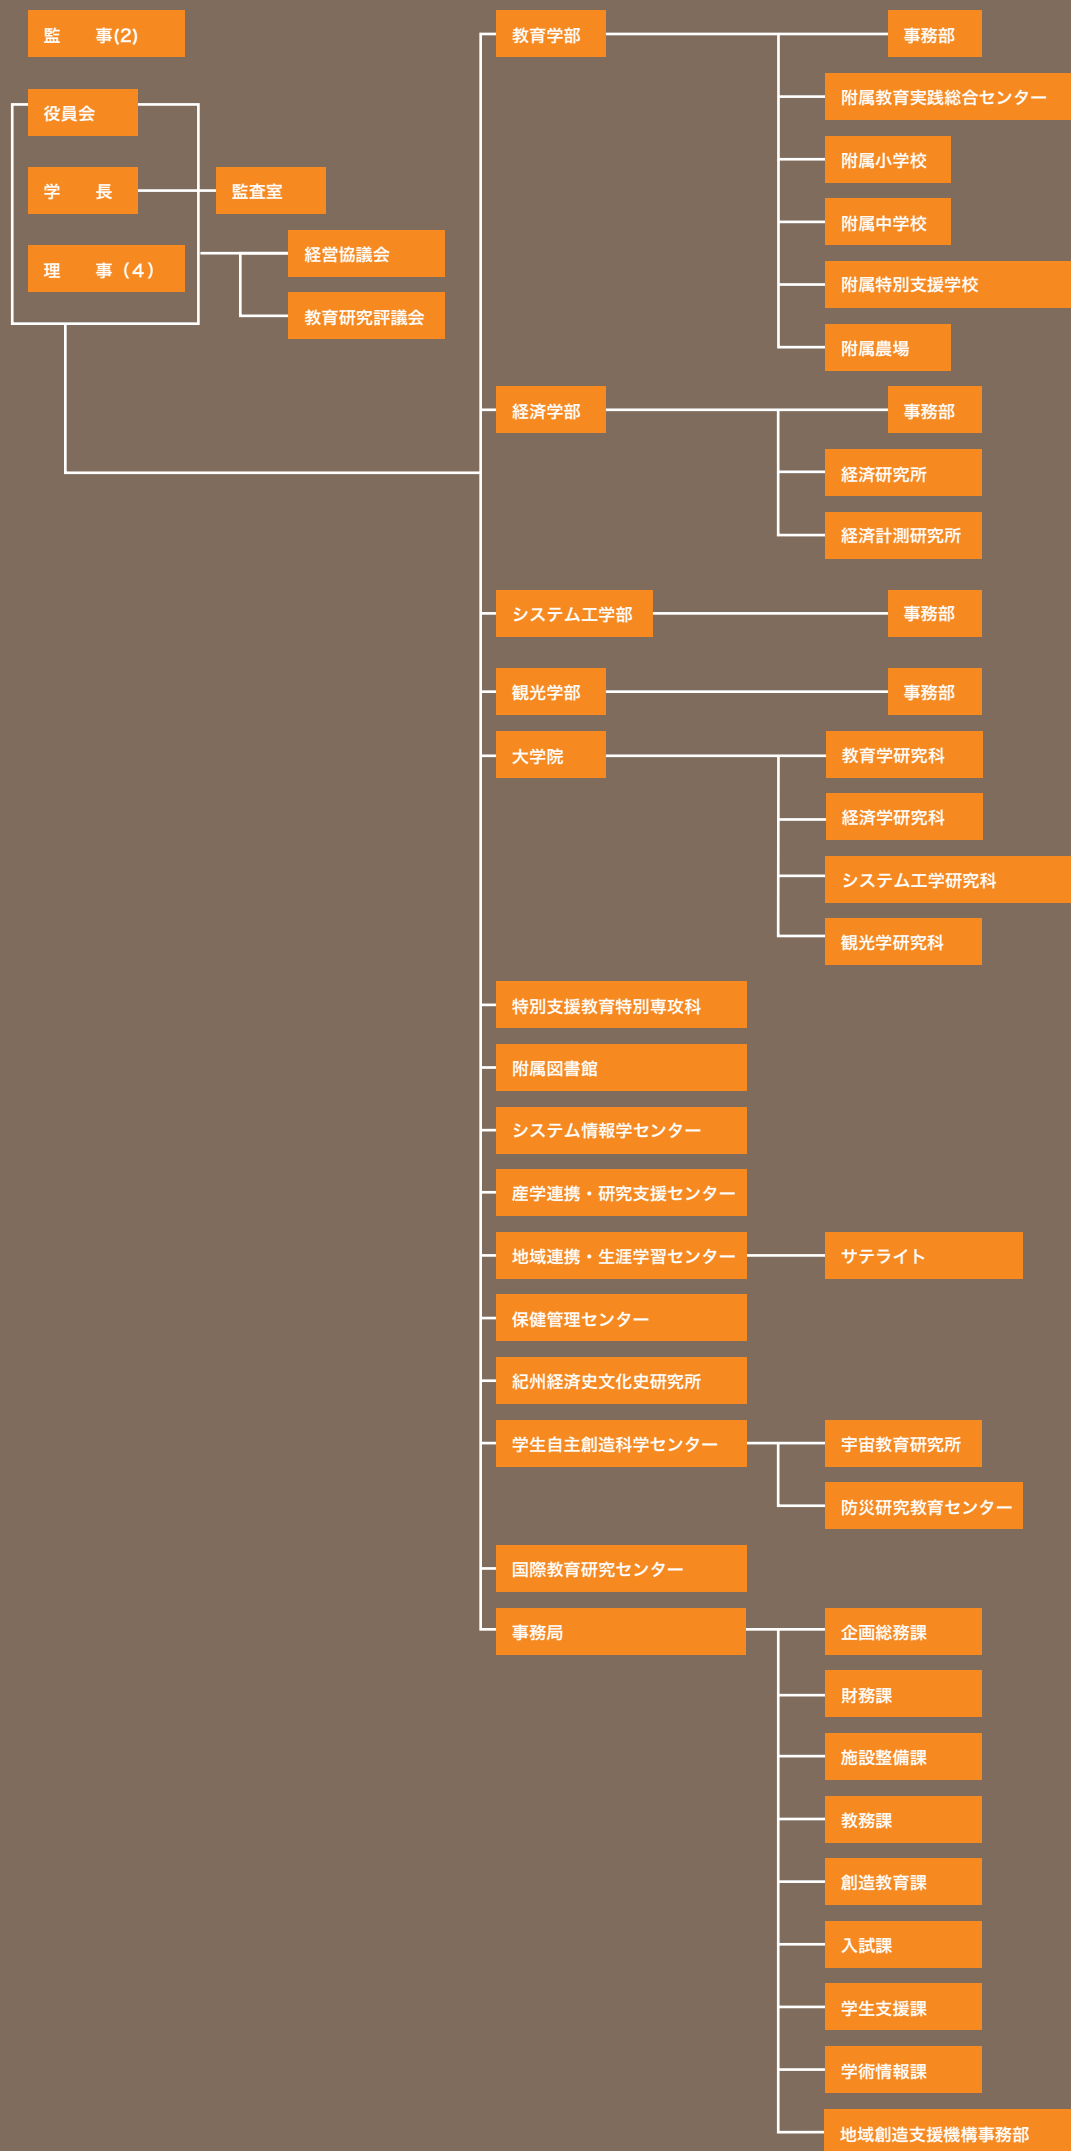 監　　事(2)
役員会
学　　長
監査室
理　　事（４）
経営協議会
教育研究評議会
教育学部
事務部
附属教育実践総合センター
附属小学校
附属中学校
附属特別支援学校
附属農場
経済学部
事務部
経済研究所
経済計測研究所
システム工学部
事務部
観光学部
事務部
大学院
教育学研究科
経済学研究科
システム工学研究科
観光学研究科
特別支援教育特別専攻科
附属図書館
システム情報学センター
産学連携・研究支援センター
地域連携・生涯学習センター
サテライト
保健管理センター
紀州経済史文化史研究所
学生自主創造科学センター
宇宙教育研究所
防災研究教育センター
国際教育研究センター
事務局
企画総務課
財務課
施設整備課
教務課
創造教育課
入試課
学生支援課
学術情報課
地域創造支援機構事務部